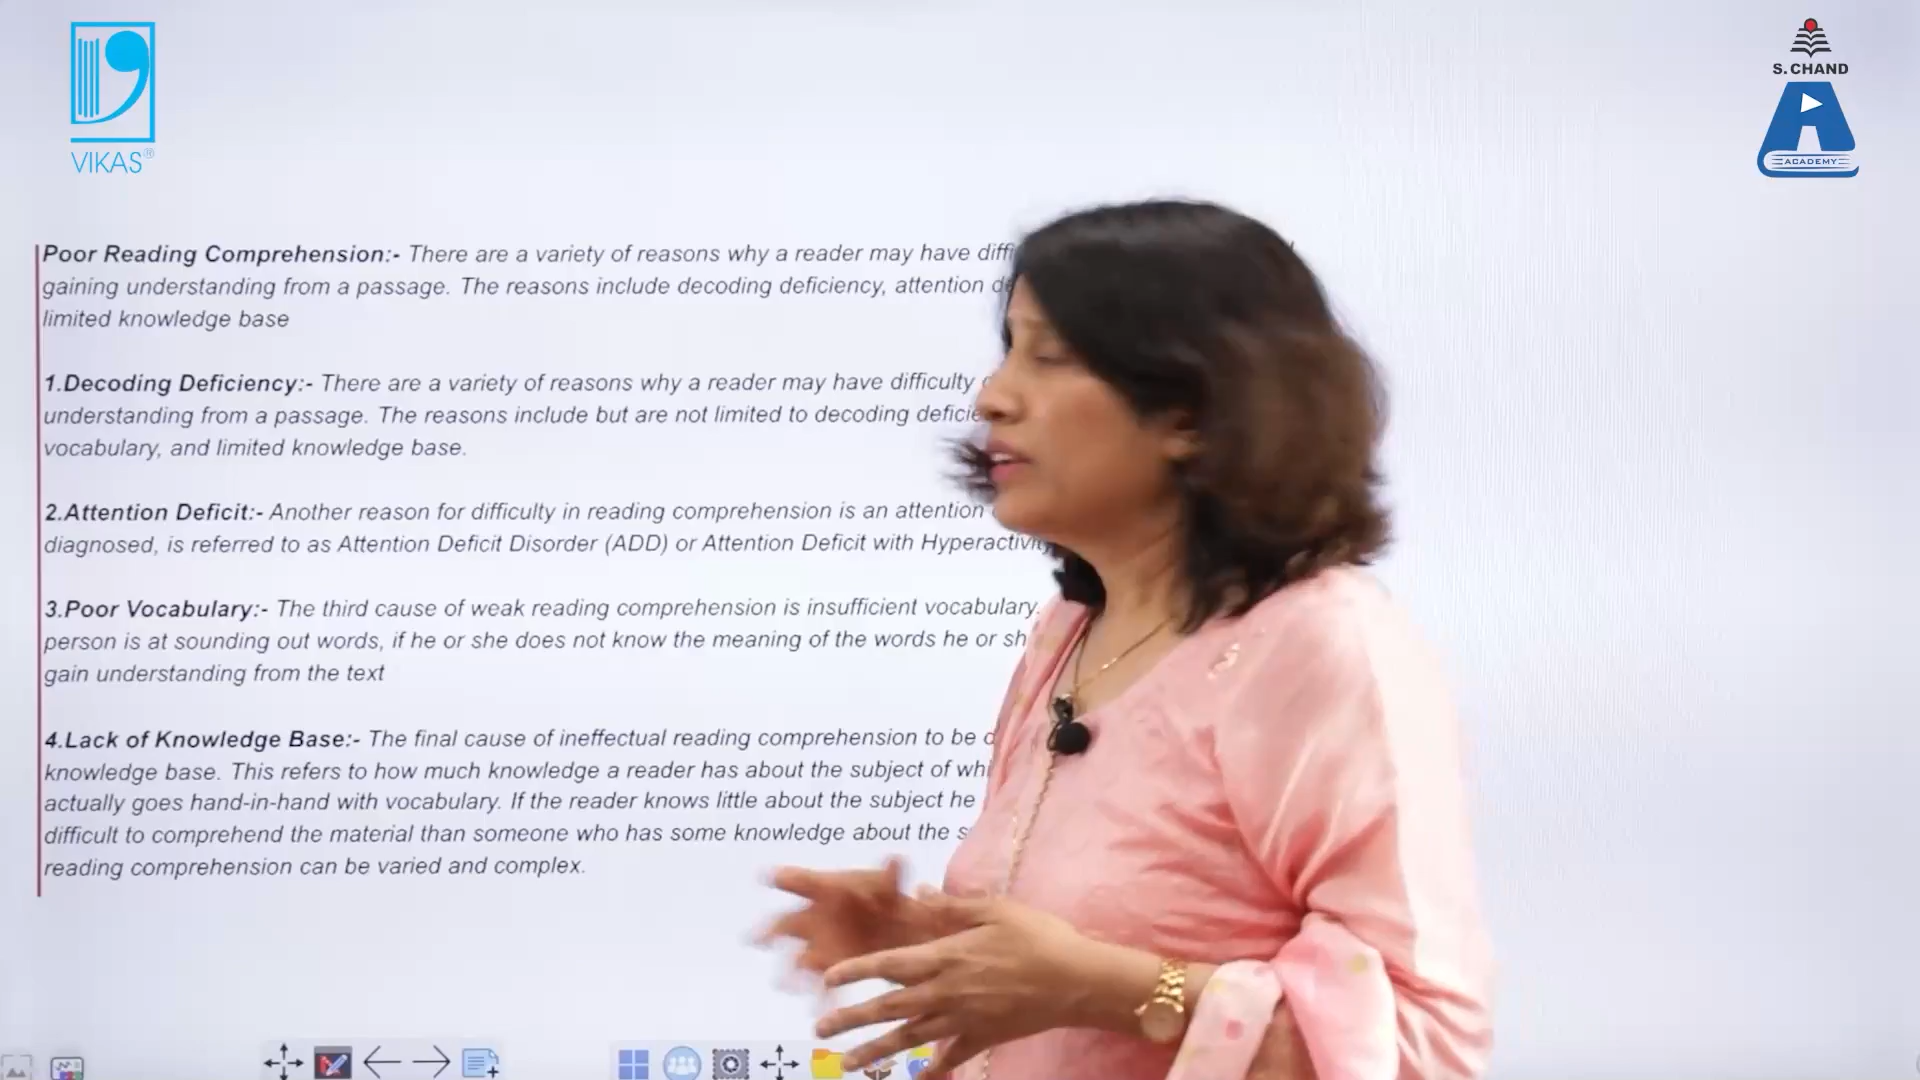 VIKAS®
S. CHAND
ACADEMY
Poor Reading Comprehension:- There are a variety of reasons why a reader may have
gaining understanding from a passage. The reasons include decoding deficiency, attention
limited knowledge base
1.Decoding Deficiency:- There are a variety of reasons why a reader may have difficulty
understanding from a passage. The reasons include but are not limited to decoding
vocabulary, and limited knowledge base.
2.Attention Deficit:- Another reason for difficulty in reading comprehension is an attention
diagnosed, is referred to as Attention Deficit Disorder (ADD) or Attention Deficit with Hyperactivity
3.Poor Vocabulary:- The third cause of weak reading comprehension is insufficient vocabulary.
person is at sounding out words, if he or she does not know the meaning of the words he or
gain understanding from the text
4.Lack of Knowledge Base:- The final cause of ineffectual reading comprehension to be
knowledge base. This refers to how much knowledge a reader has about the subject of
actually goes hand-in-hand with vocabulary. If the reader knows little about the subject he
difficult to comprehend the material than someone who has some knowledge about the
reading comprehension can be varied and complex.